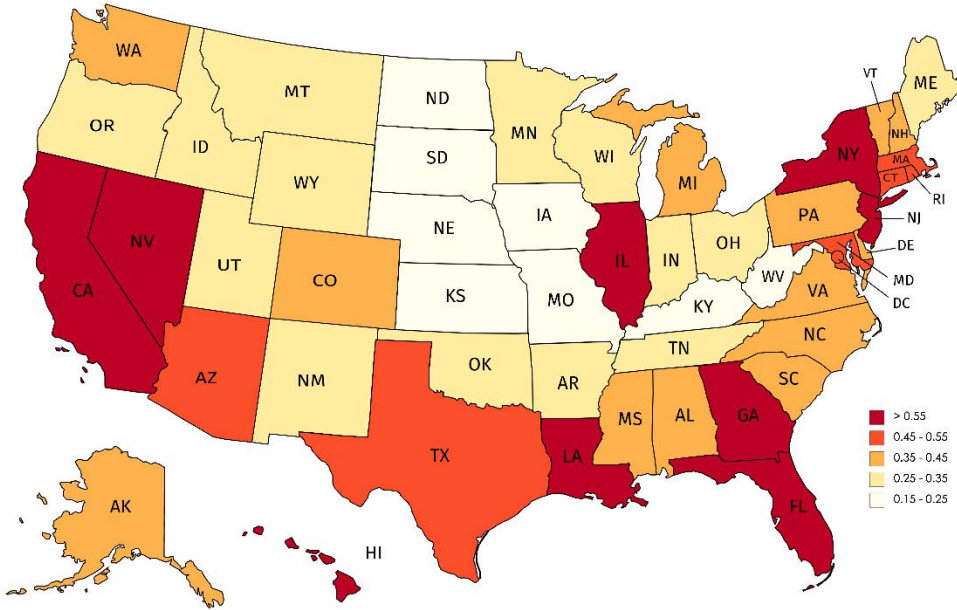 WA
MT
ND
MN
VT
ME
OR
ID
SD
WI
MI
NY
NH
MA
CT
RI
WY
NE
IA
PA
NJ
NV
UT
CO
IL
IN
OH
DE
MD
DC
CA
KS
MO
WV
VA
KY
NC
TN
AZ
NM
OK
AR
SC
MS
AL
GA
TX
LA
FL
AK
HI
> 0.55
0.45 - 0.55
0.35 - 0.45
0.25 - 0.35
0.15 - 0.25